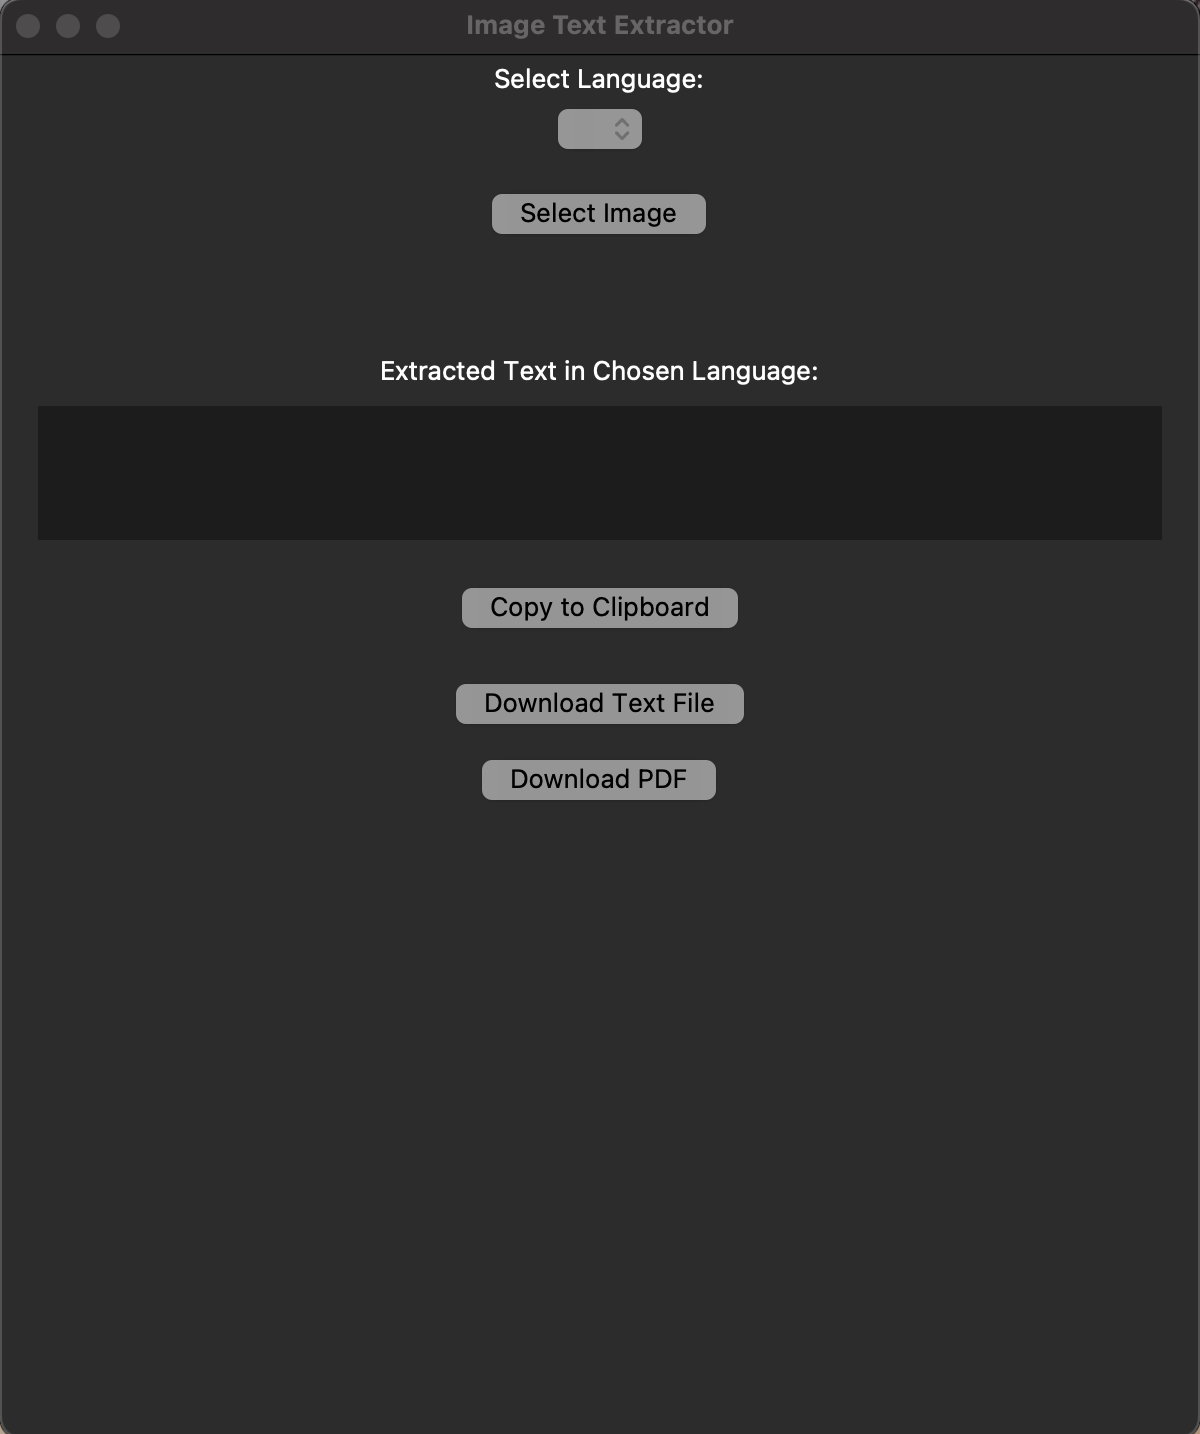 Image Text Extractor
Select Language:
Select Image
Extracted Text in Chosen Language:
Copy to Clipboard
Download Text File
Download PDF